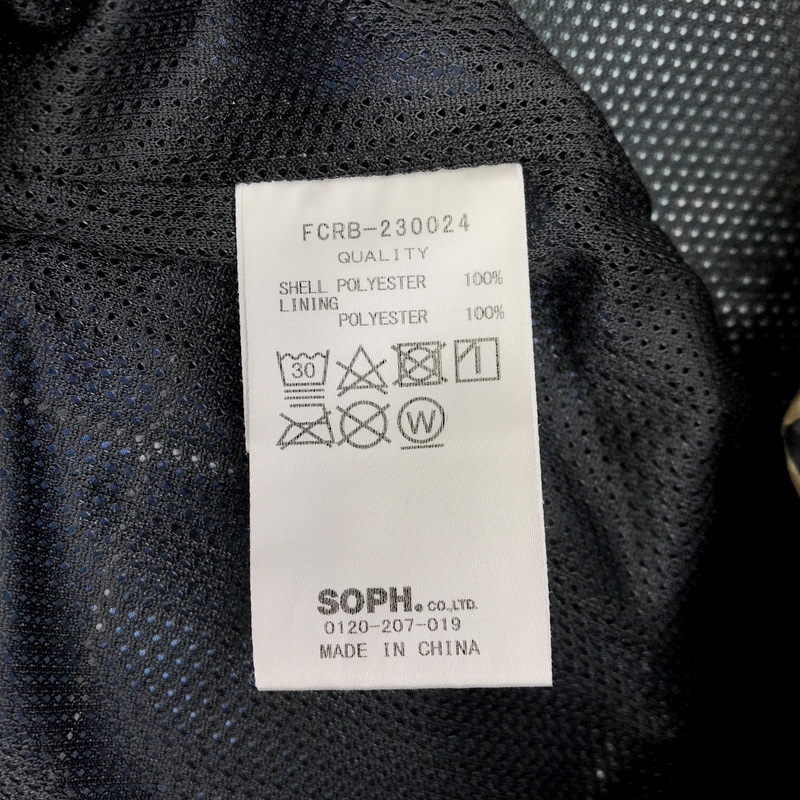 FCRB-230024
QUALITY
SHELL POLYESTER 100%
LINING
POLYESTER 100%
30
W
SOPH. CO.,LTD.
0120-207-019
MADE IN CHINA